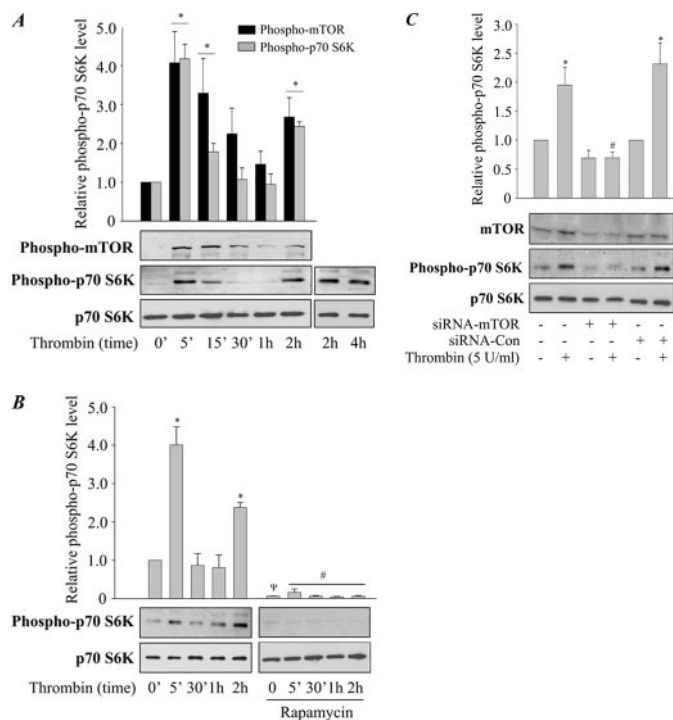 A
Relative phospho-p70 S6K level
5.0
4.0
3.0
2.0
1.0
* * *
Phospho-mTOR
Phospho-p70 S6K
Phospho-mTOR
Phospho-p70 S6K
p70 S6K
Thrombin (time) 0' 5' 15' 30' 1h 2h 2h 4h
B
Relative phospho-p70 S6K level
5.0
4.0
3.0
2.0
1.0
* * Ψ #
Phospho-p70 S6K
p70 S6K
Thrombin (time) 0' 5' 30' 1h 2h 0 5' 30' 1h 2h
Rapamycin
C
Relative phospho-p70 S6K level
3.0
2.5
2.0
1.5
1.0
0.5
* # *
mTOR
Phospho-p70 S6K
p70 S6K
siRNA-mTOR - - + + - -
siRNA-Con - - - - + +
Thrombin (5 U/ml) - + - + - +